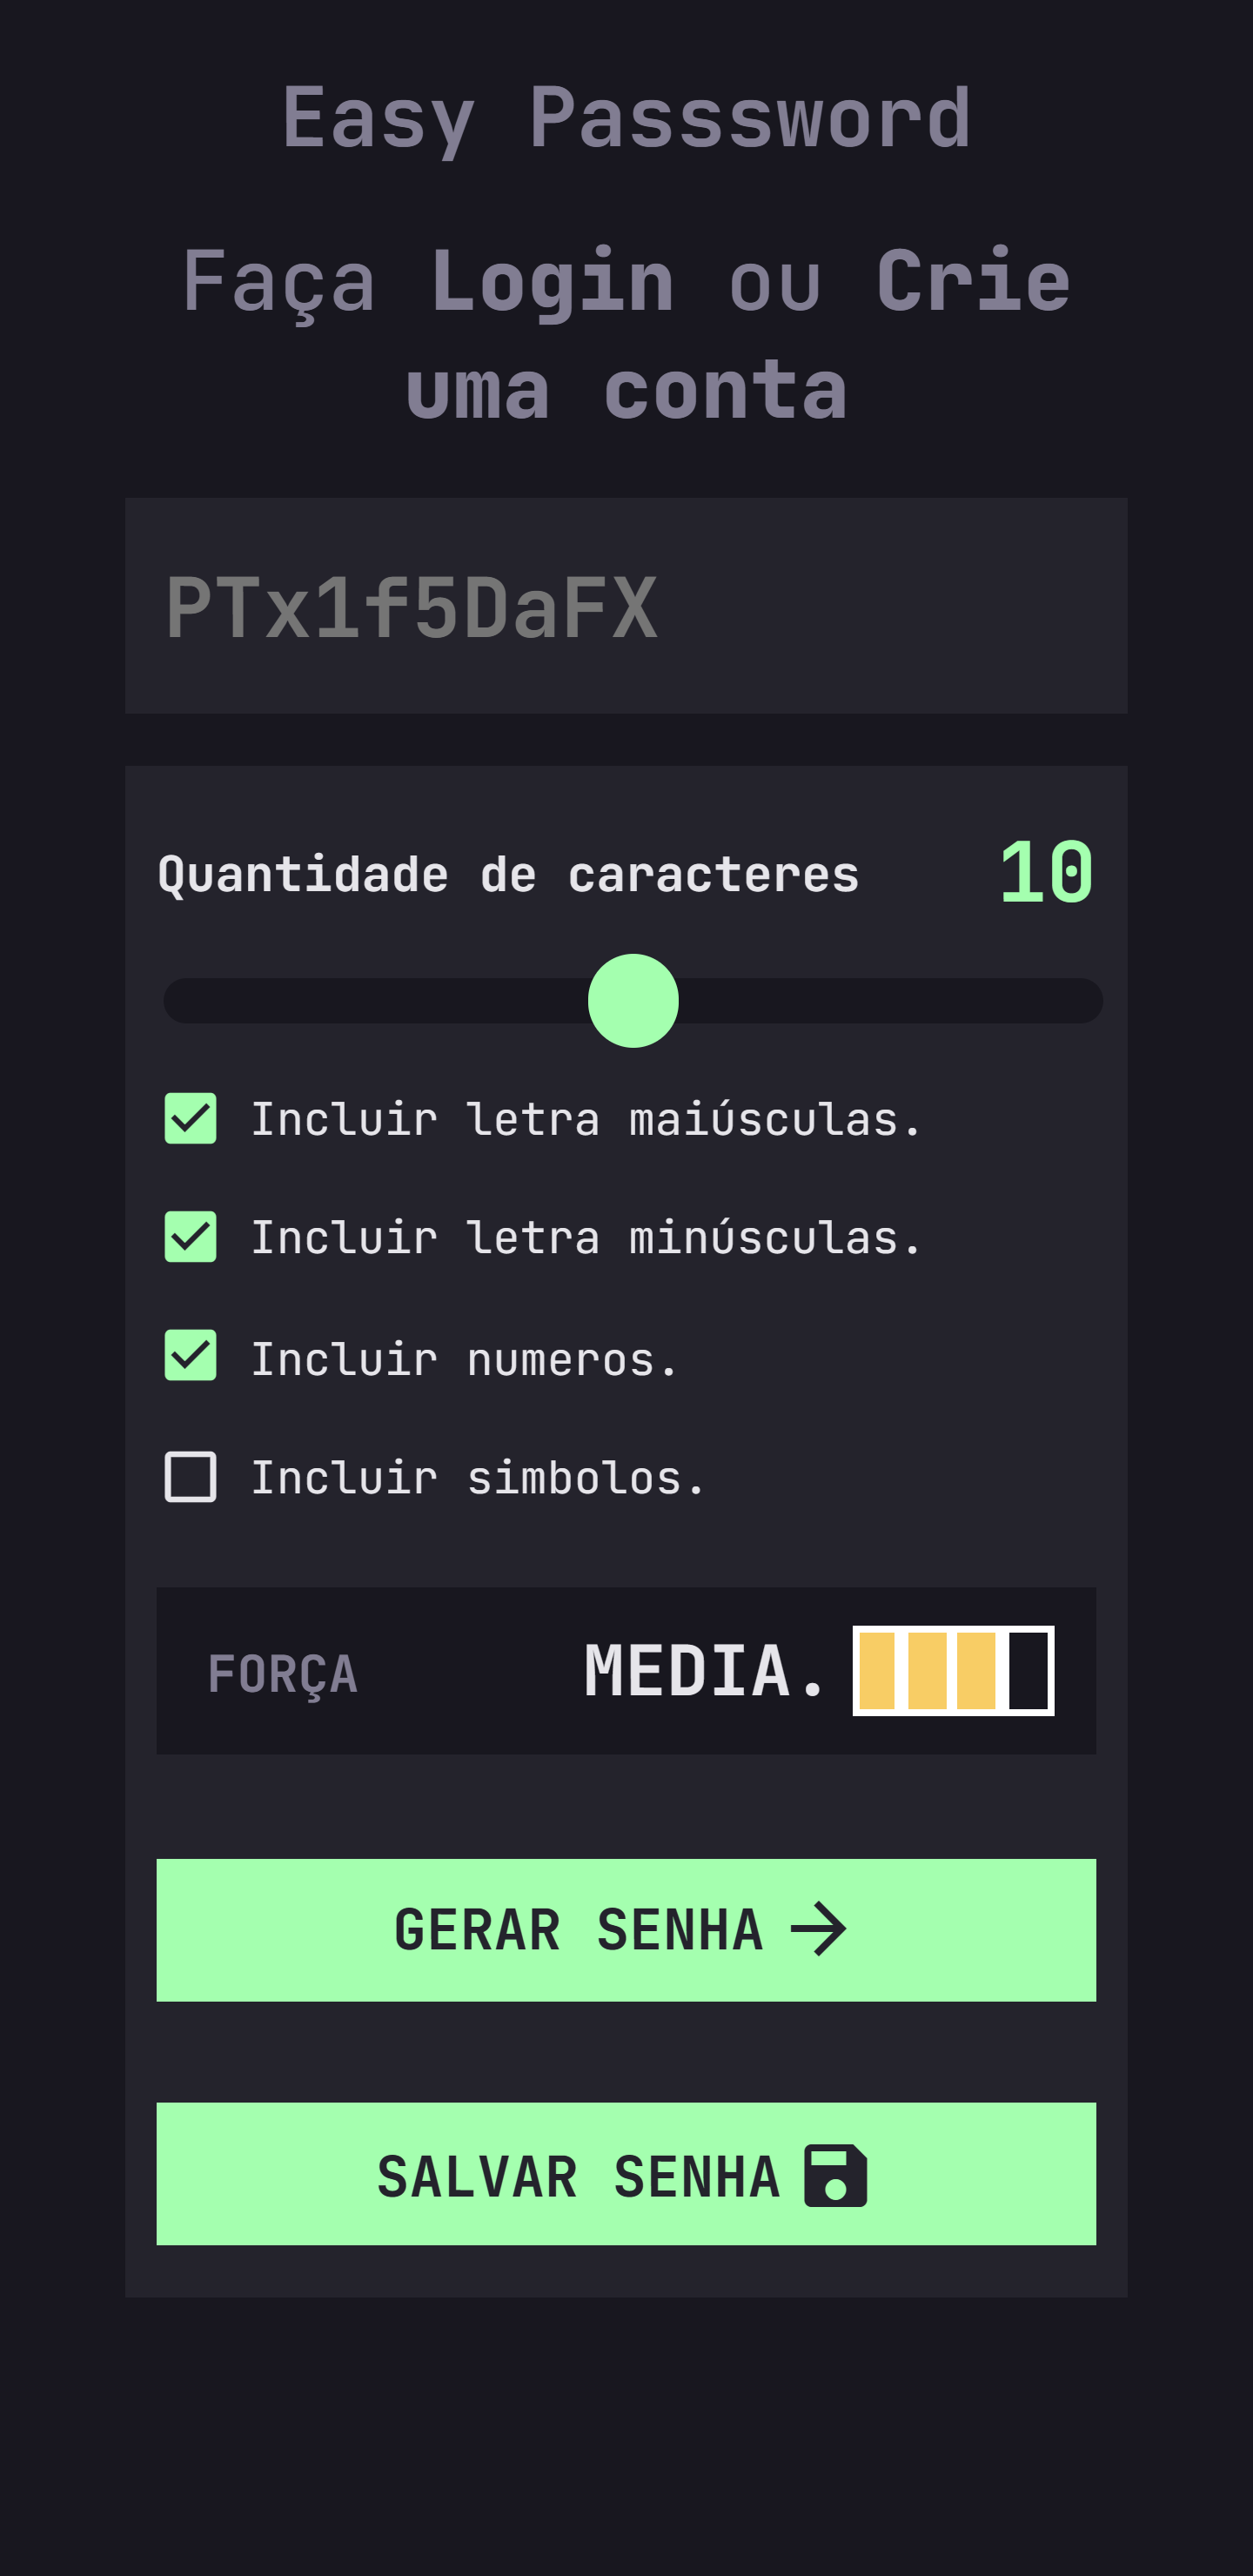 Easy Passsword
Faça Login ou Crie
uma conta
PTx1f5DaFX
Quantidade de caracteres 10
Incluir letra maiúsculas.
Incluir letra minúsculas.
Incluir numeros.
Incluir simbolos.
FORÇA MEDIA.
GERAR SENHA
SALVAR SENHA